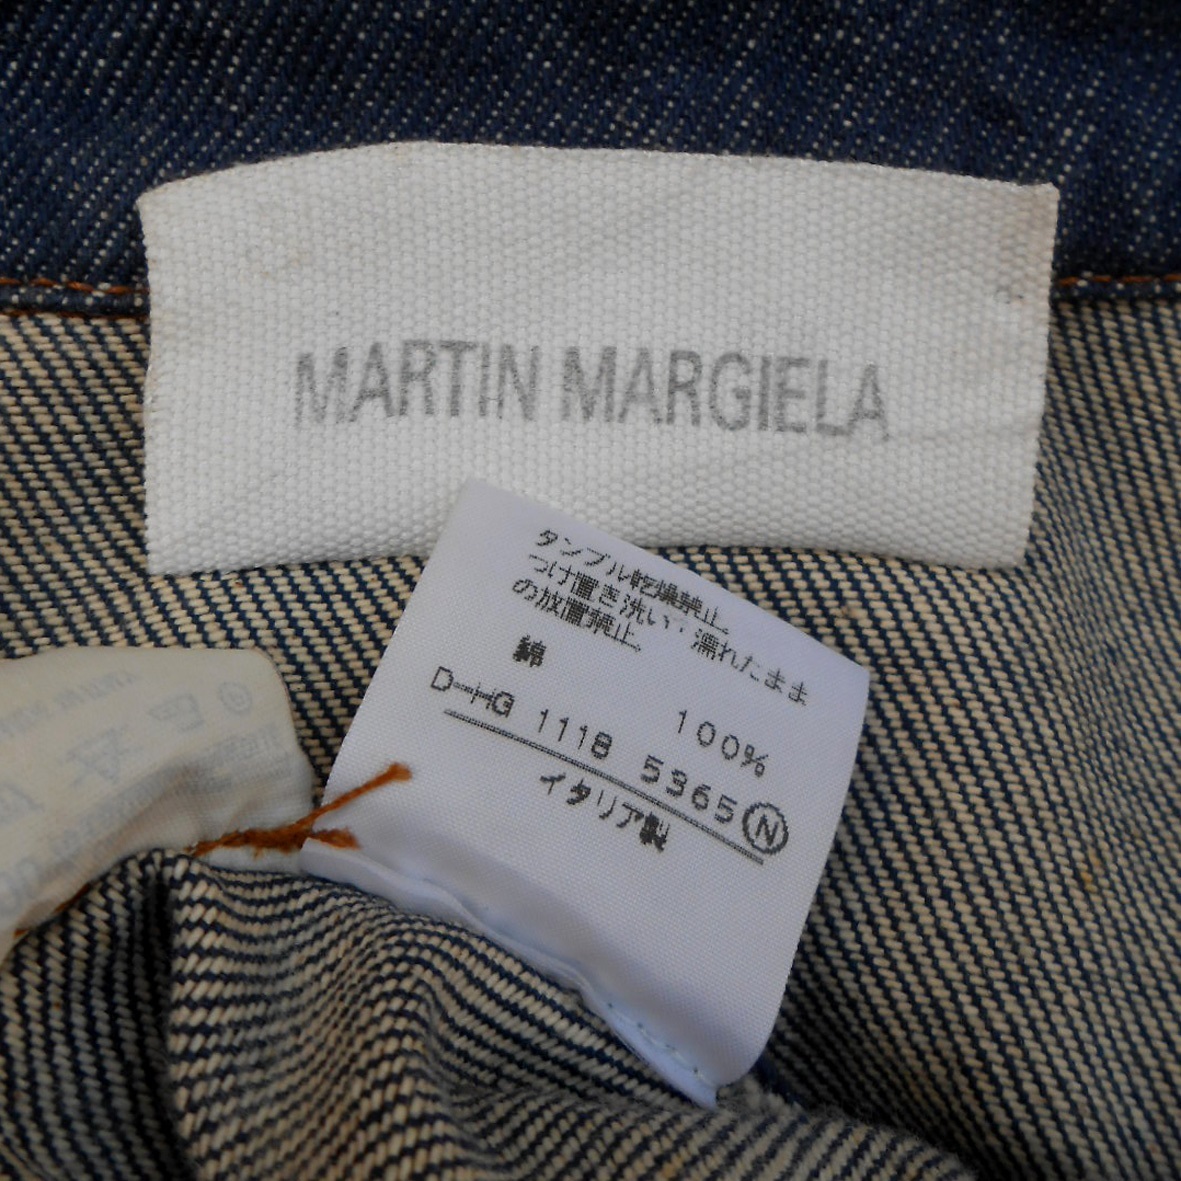 MARTIN MARGIELA
タンブル乾燥禁止、
つけ置き洗い・濡れたまま
の放置禁止。
綿 100%
D-HG 1118 5365 Ⓝ
イタリア製